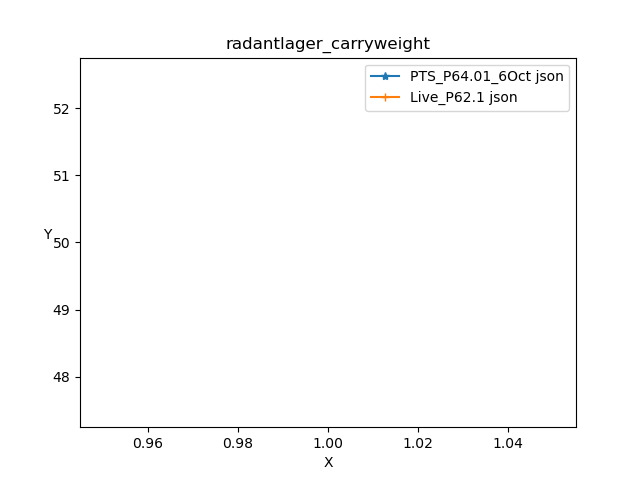 radantlager_carryweight
PTS_P64.01_6Oct json
Live_P62.1 json
52
51
Y
50
49
48
0.96 0.98 1.00 1.02 1.04
X